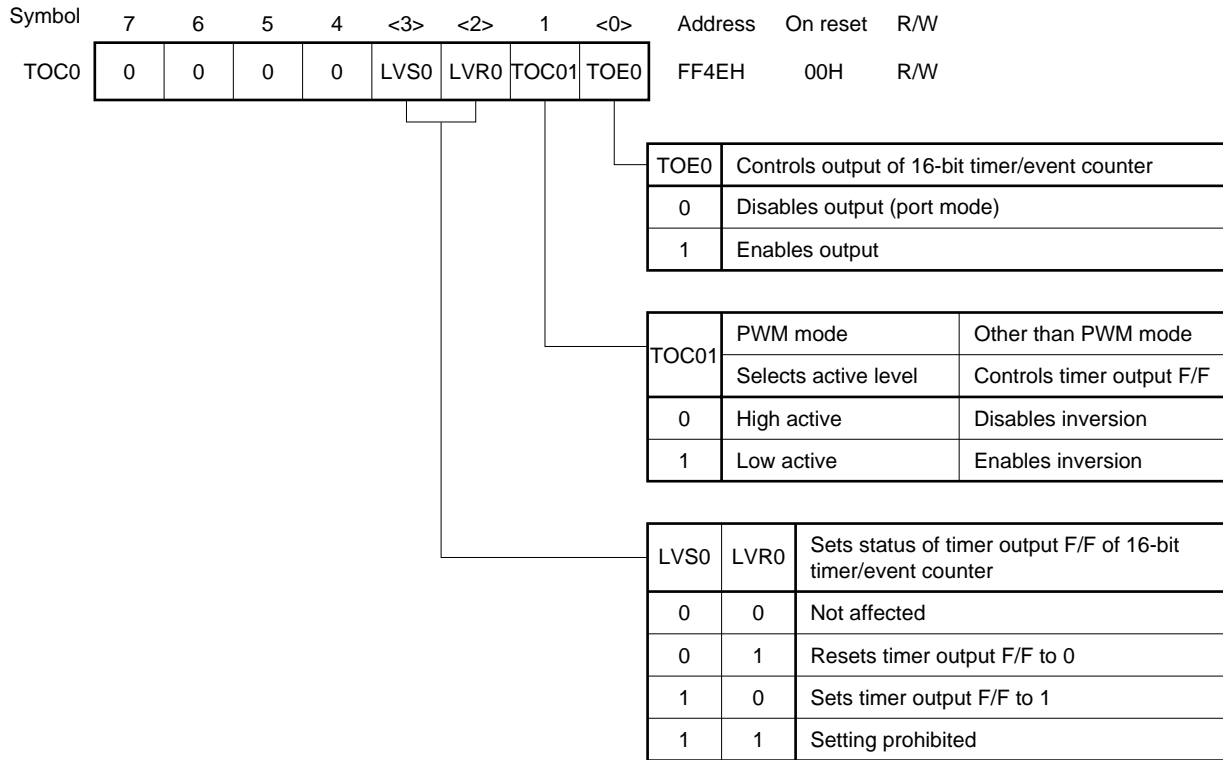 Symbol 7 6 5 4 <3> <2> 1 <0> Address On reset R/W
TOC0 0 0 0 0 LVS0 LVR0 TOC01 TOE0 FF4EH 00H R/W
TOE0 Controls output of 16-bit timer/event counter
0 Disables output (port mode)
1 Enables output
TOC01 PWM mode Other than PWM mode
Selects active level Controls timer output F/F
0 High active Disables inversion
1 Low active Enables inversion
LVS0 LVR0 Sets status of timer output F/F of 16-bit
timer/event counter
0 0 Not affected
0 1 Resets timer output F/F to 0
1 0 Sets timer output F/F to 1
1 1 Setting prohibited